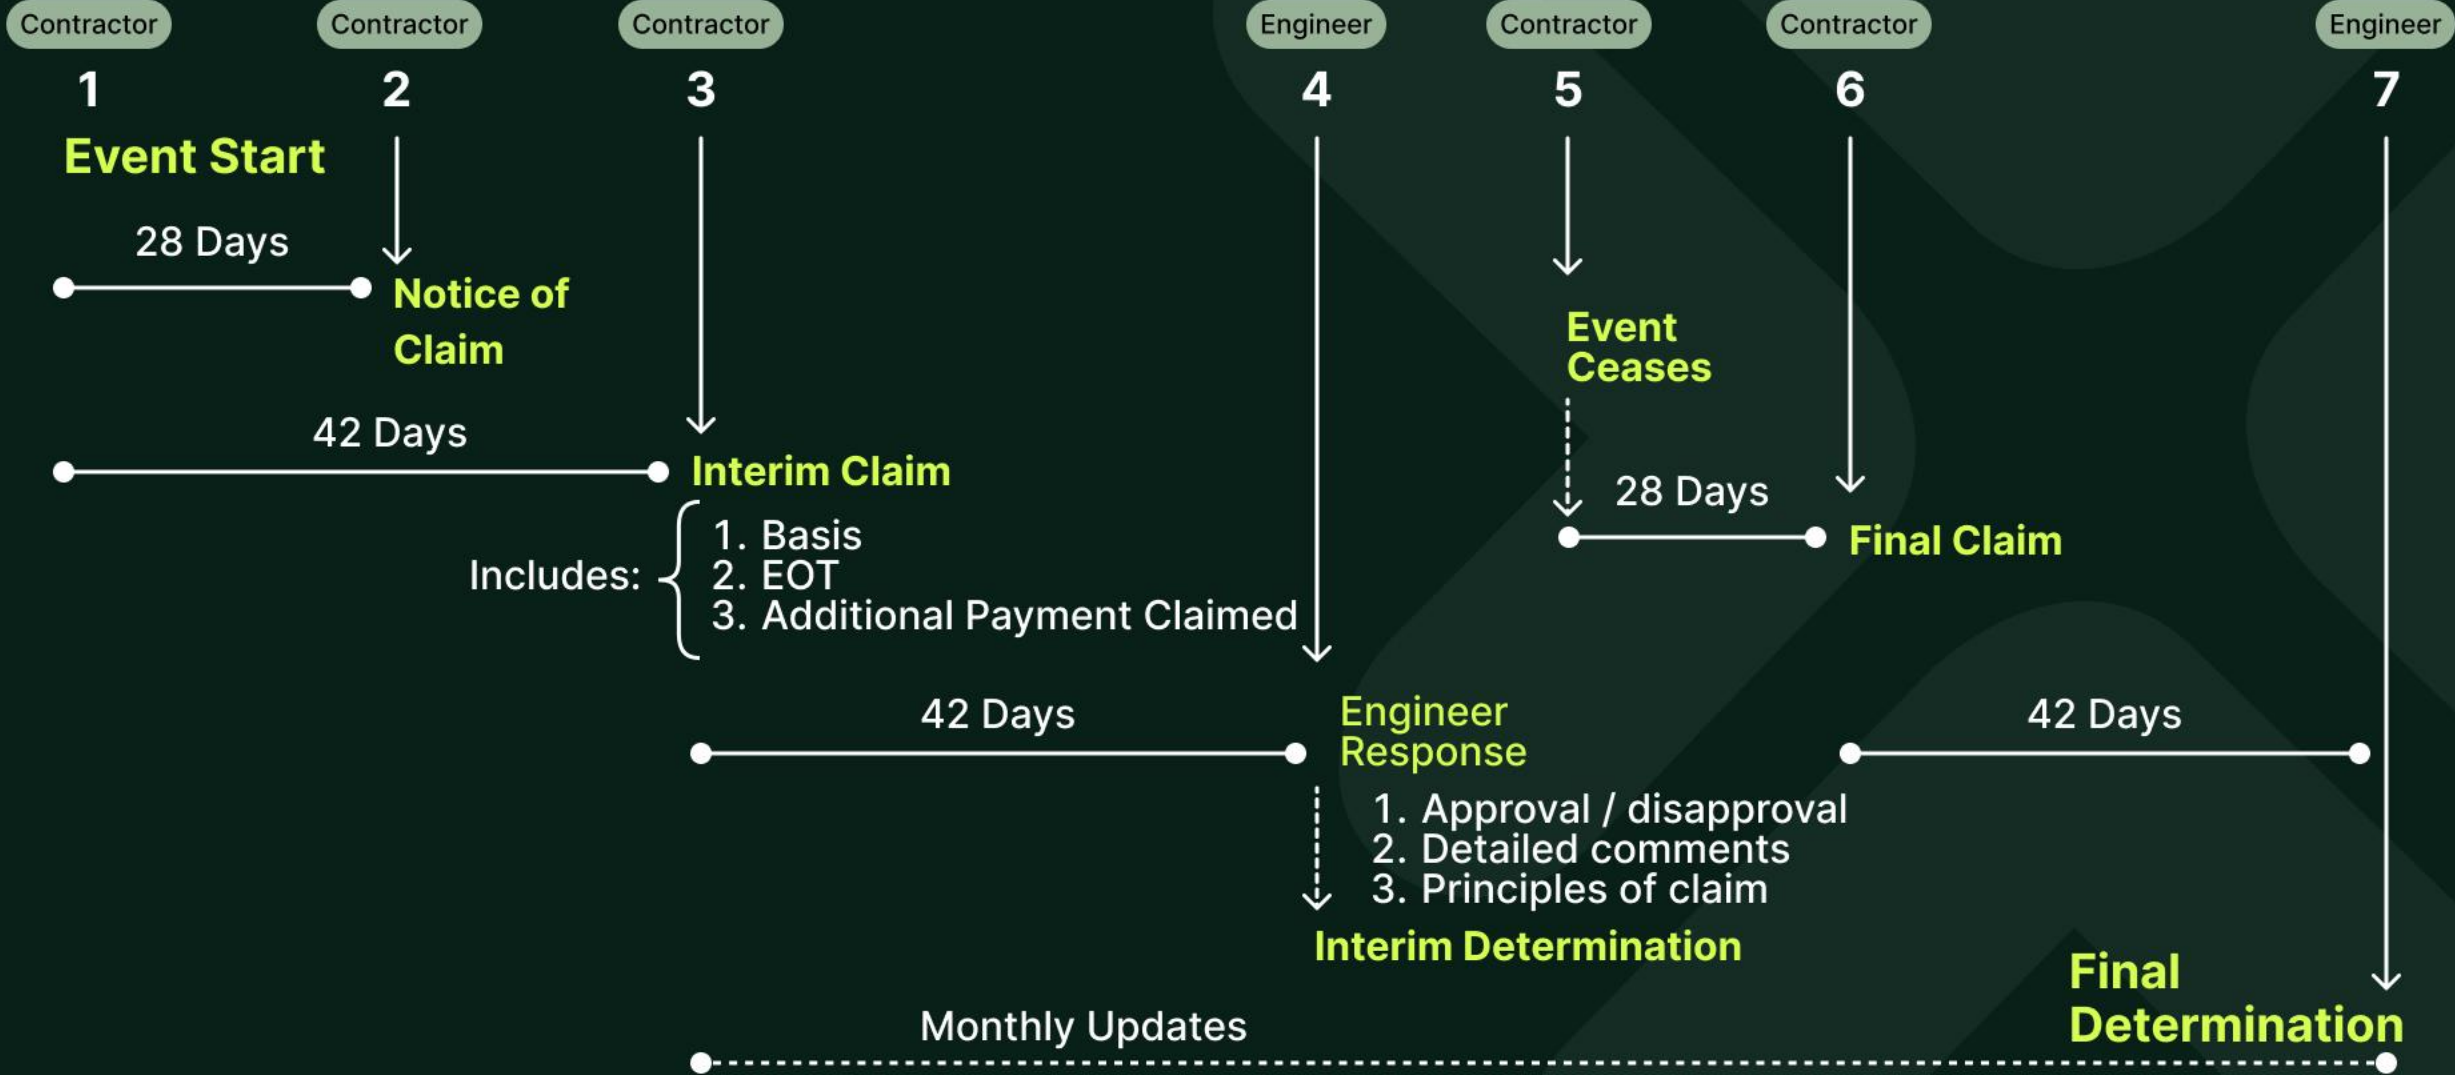 Contractor
Contractor
Contractor
Engineer
Contractor
Contractor
Engineer
1
2
3
4
5
6
7
Event Start
28 Days
Notice of
Claim
42 Days
Interim Claim
Includes:
1. Basis
2. EOT
3. Additional Payment Claimed
42 Days
Engineer
Response
1. Approval / disapproval
2. Detailed comments
3. Principles of claim
Interim Determination
Event
Ceases
28 Days
Final Claim
42 Days
Final
Determination
Monthly Updates